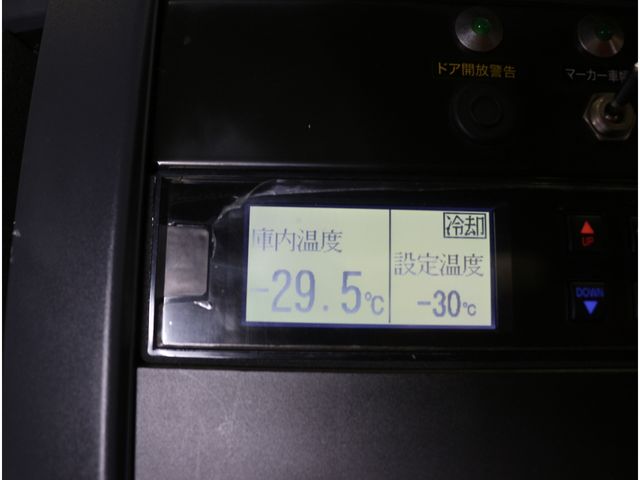 ドア開放警告
マーカー車幅
冷却
庫内温度
-29.5℃
設定温度
-30℃
UP
DOWN